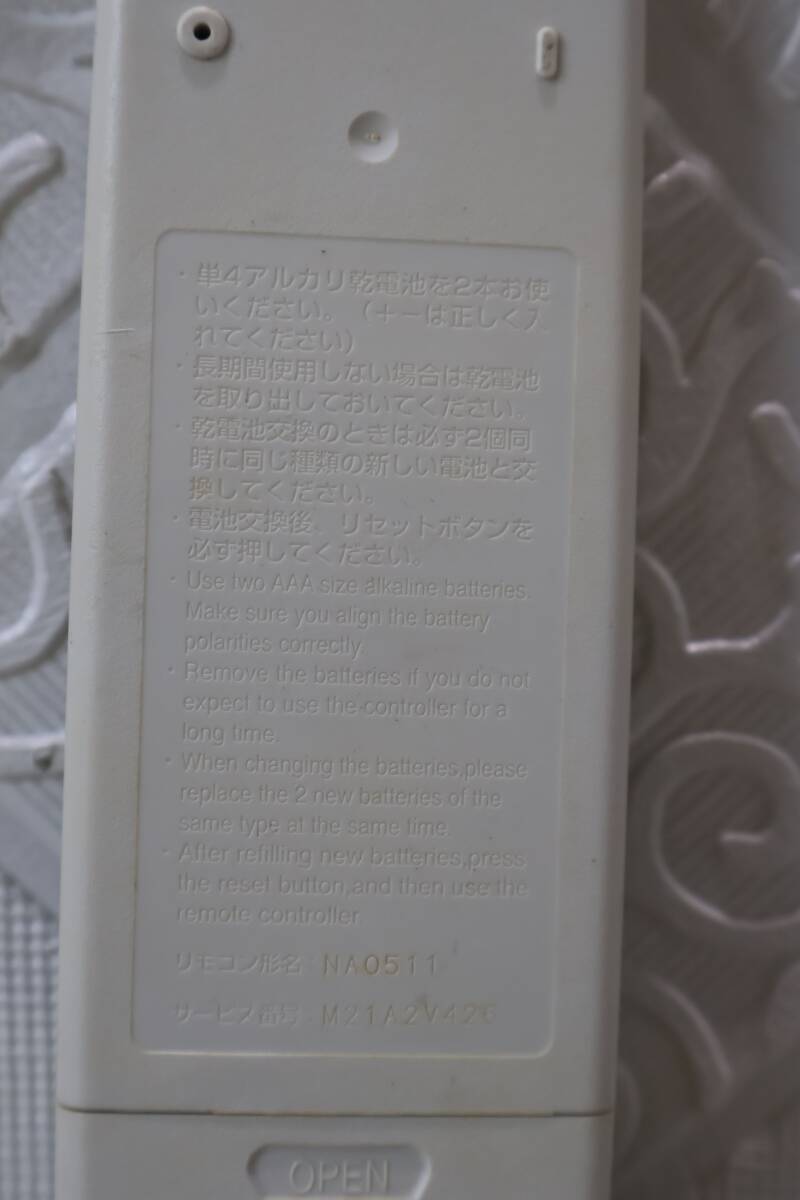 ・単4アルカリ乾電池を2本お使
いください。（＋－は正しく入
れてください）
・長期間使用しない場合は乾電池
を取り出しておいてください。
・乾電池交換のときは必ず2個同
時に同じ種類の新しい電池と交
換してください。
・電池交換後、リセットボタンを
必ず押してください。
・Use two AAA size alkaline batteries.
Make sure you align the battery
polarities correctly.
・Remove the batteries if you do not
expect to use the controller for a
long time.
・When changing the batteries,please
replace the 2 new batteries of the
same type at the same time.
・After refilling new batteries,press
the reset button,and then use the
remote controller.
リモコン形名：NA0511
サービス番号：M21A2V426
OPEN